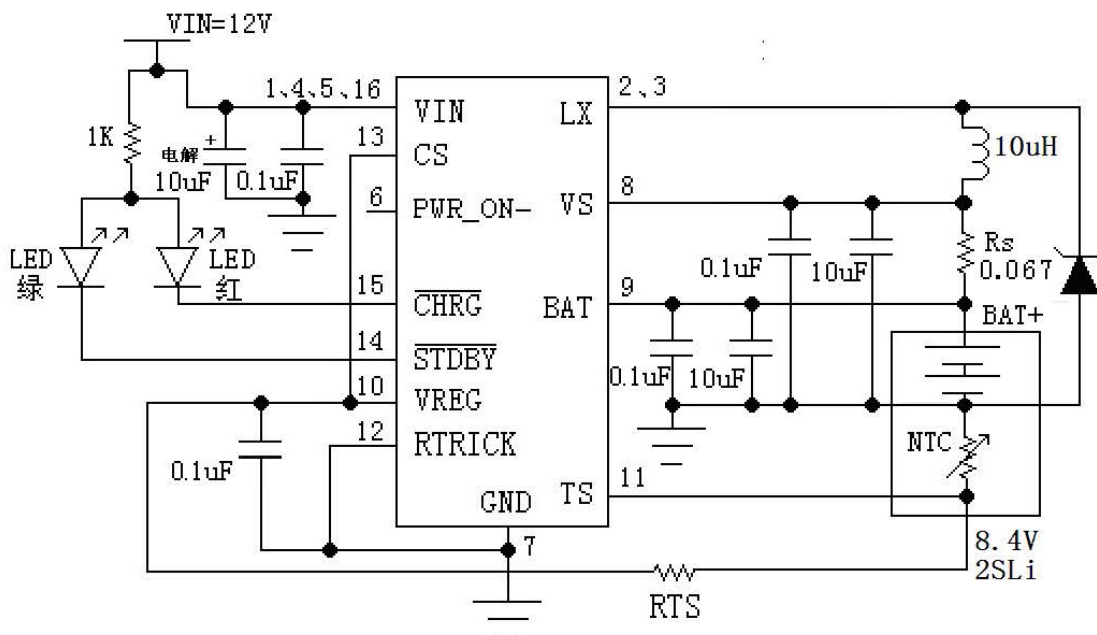 VIN=12V
1、4、5、16
2、3
VIN
LX
1K
电解
+
10uF
0.1uF
13
CS
10uH
6
PWR_ON-
VS
8
LED
绿
LED
红
0.1uF
10uF
Rs
0.067
15
CHRG
BAT
9
BAT+
14
STDBY
0.1uF
10uF
10
VREG
12
RTRICK
NTC
0.1uF
TS
11
GND
7
8.4V
2SLi
RTS